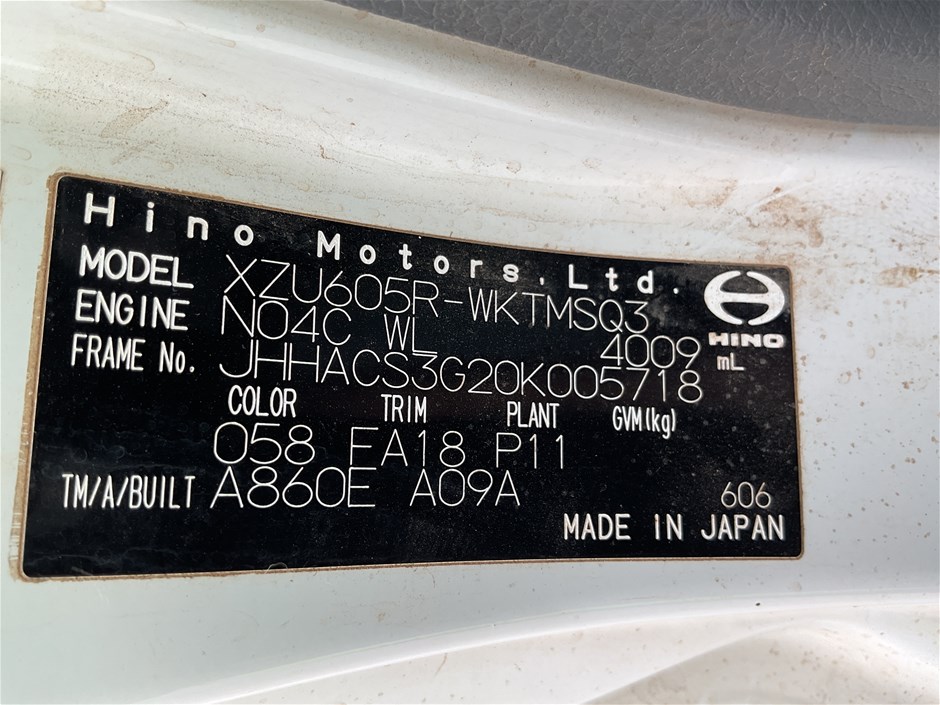 Hino Motors, Ltd.
MODEL XZU605R-WKTMSQ3
ENGINE N04C WL 4009 mL
HINO
FRAME No. JHHACS3G20K005718
COLOR TRIM PLANT GVM(kg)
058 FA18 P11
TM/A/BUILT A860E A09A 606
MADE IN JAPAN